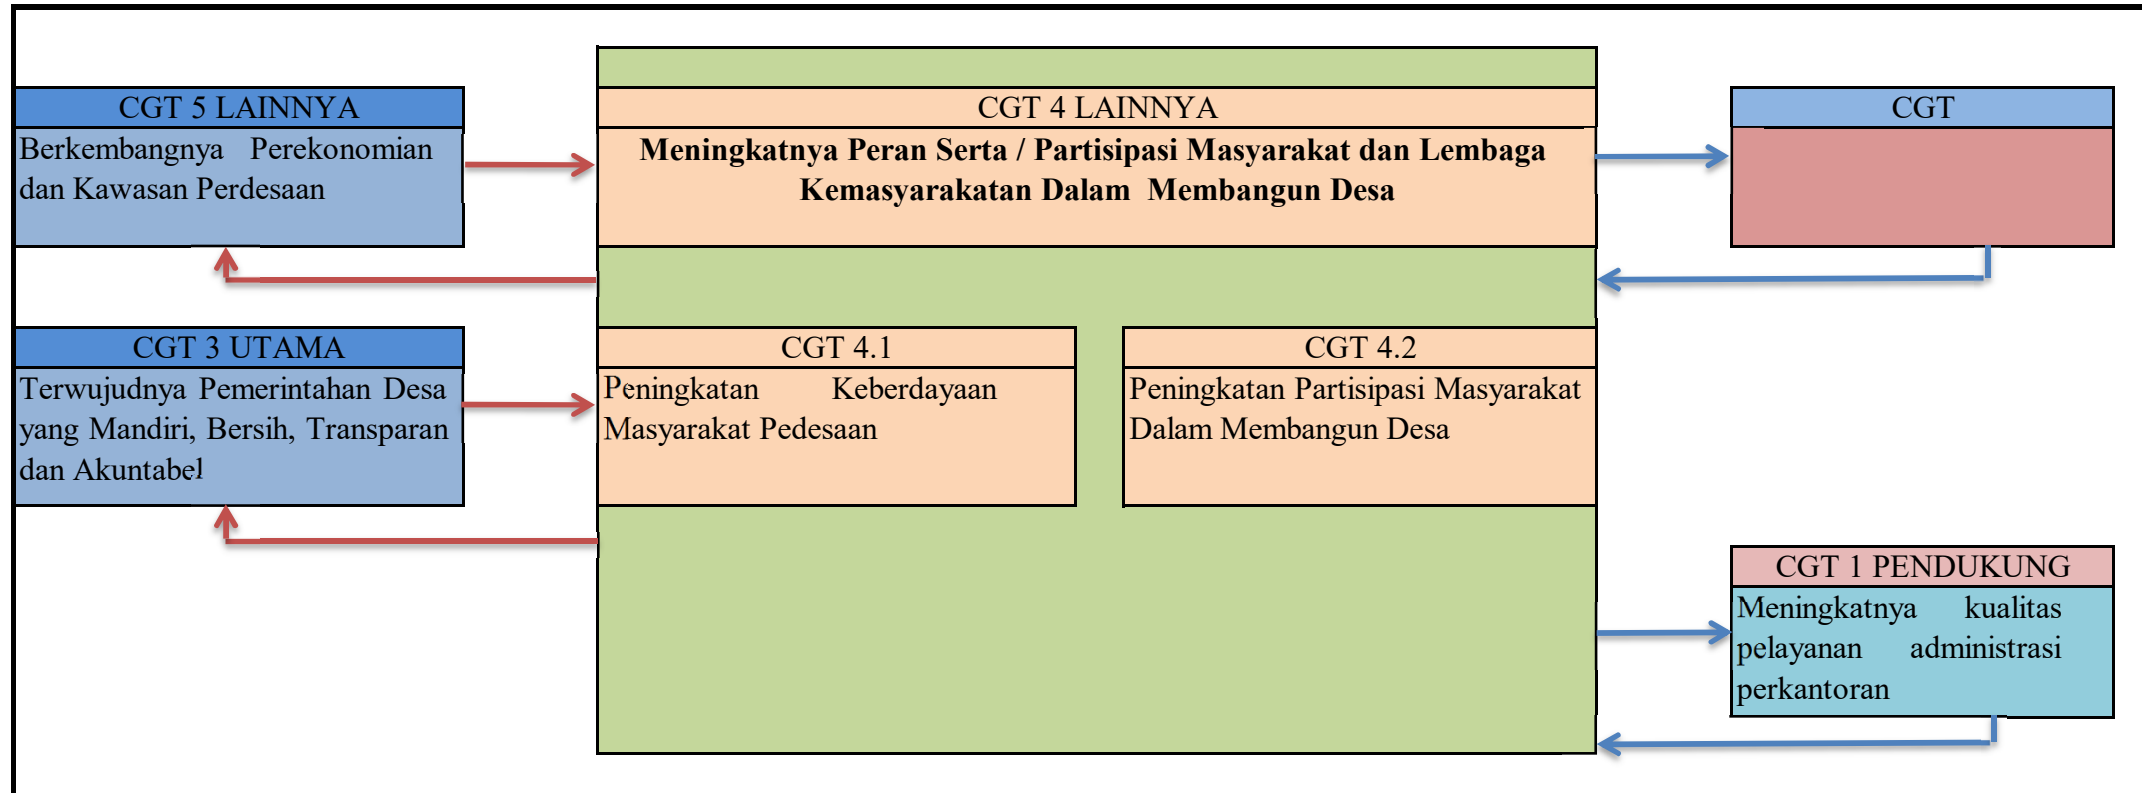 CGT 5 LAINNYA
Berkembangnya Perekonomian
dan Kawasan Perdesaan
CGT 4 LAINNYA
Meningkatnya Peran Serta / Partisipasi Masyarakat dan Lembaga
Kemasyarakatan Dalam Membangun Desa
CGT
CGT 3 UTAMA
Terwujudnya Pemerintahan Desa
yang Mandiri, Bersih, Transparan
dan Akuntabel
CGT 4.1
Peningkatan Keberdayaan
Masyarakat Pedesaan
CGT 4.2
Peningkatan Partisipasi Masyarakat
Dalam Membangun Desa
CGT 1 PENDUKUNG
Meningkatnya kualitas
pelayanan administrasi
perkantoran